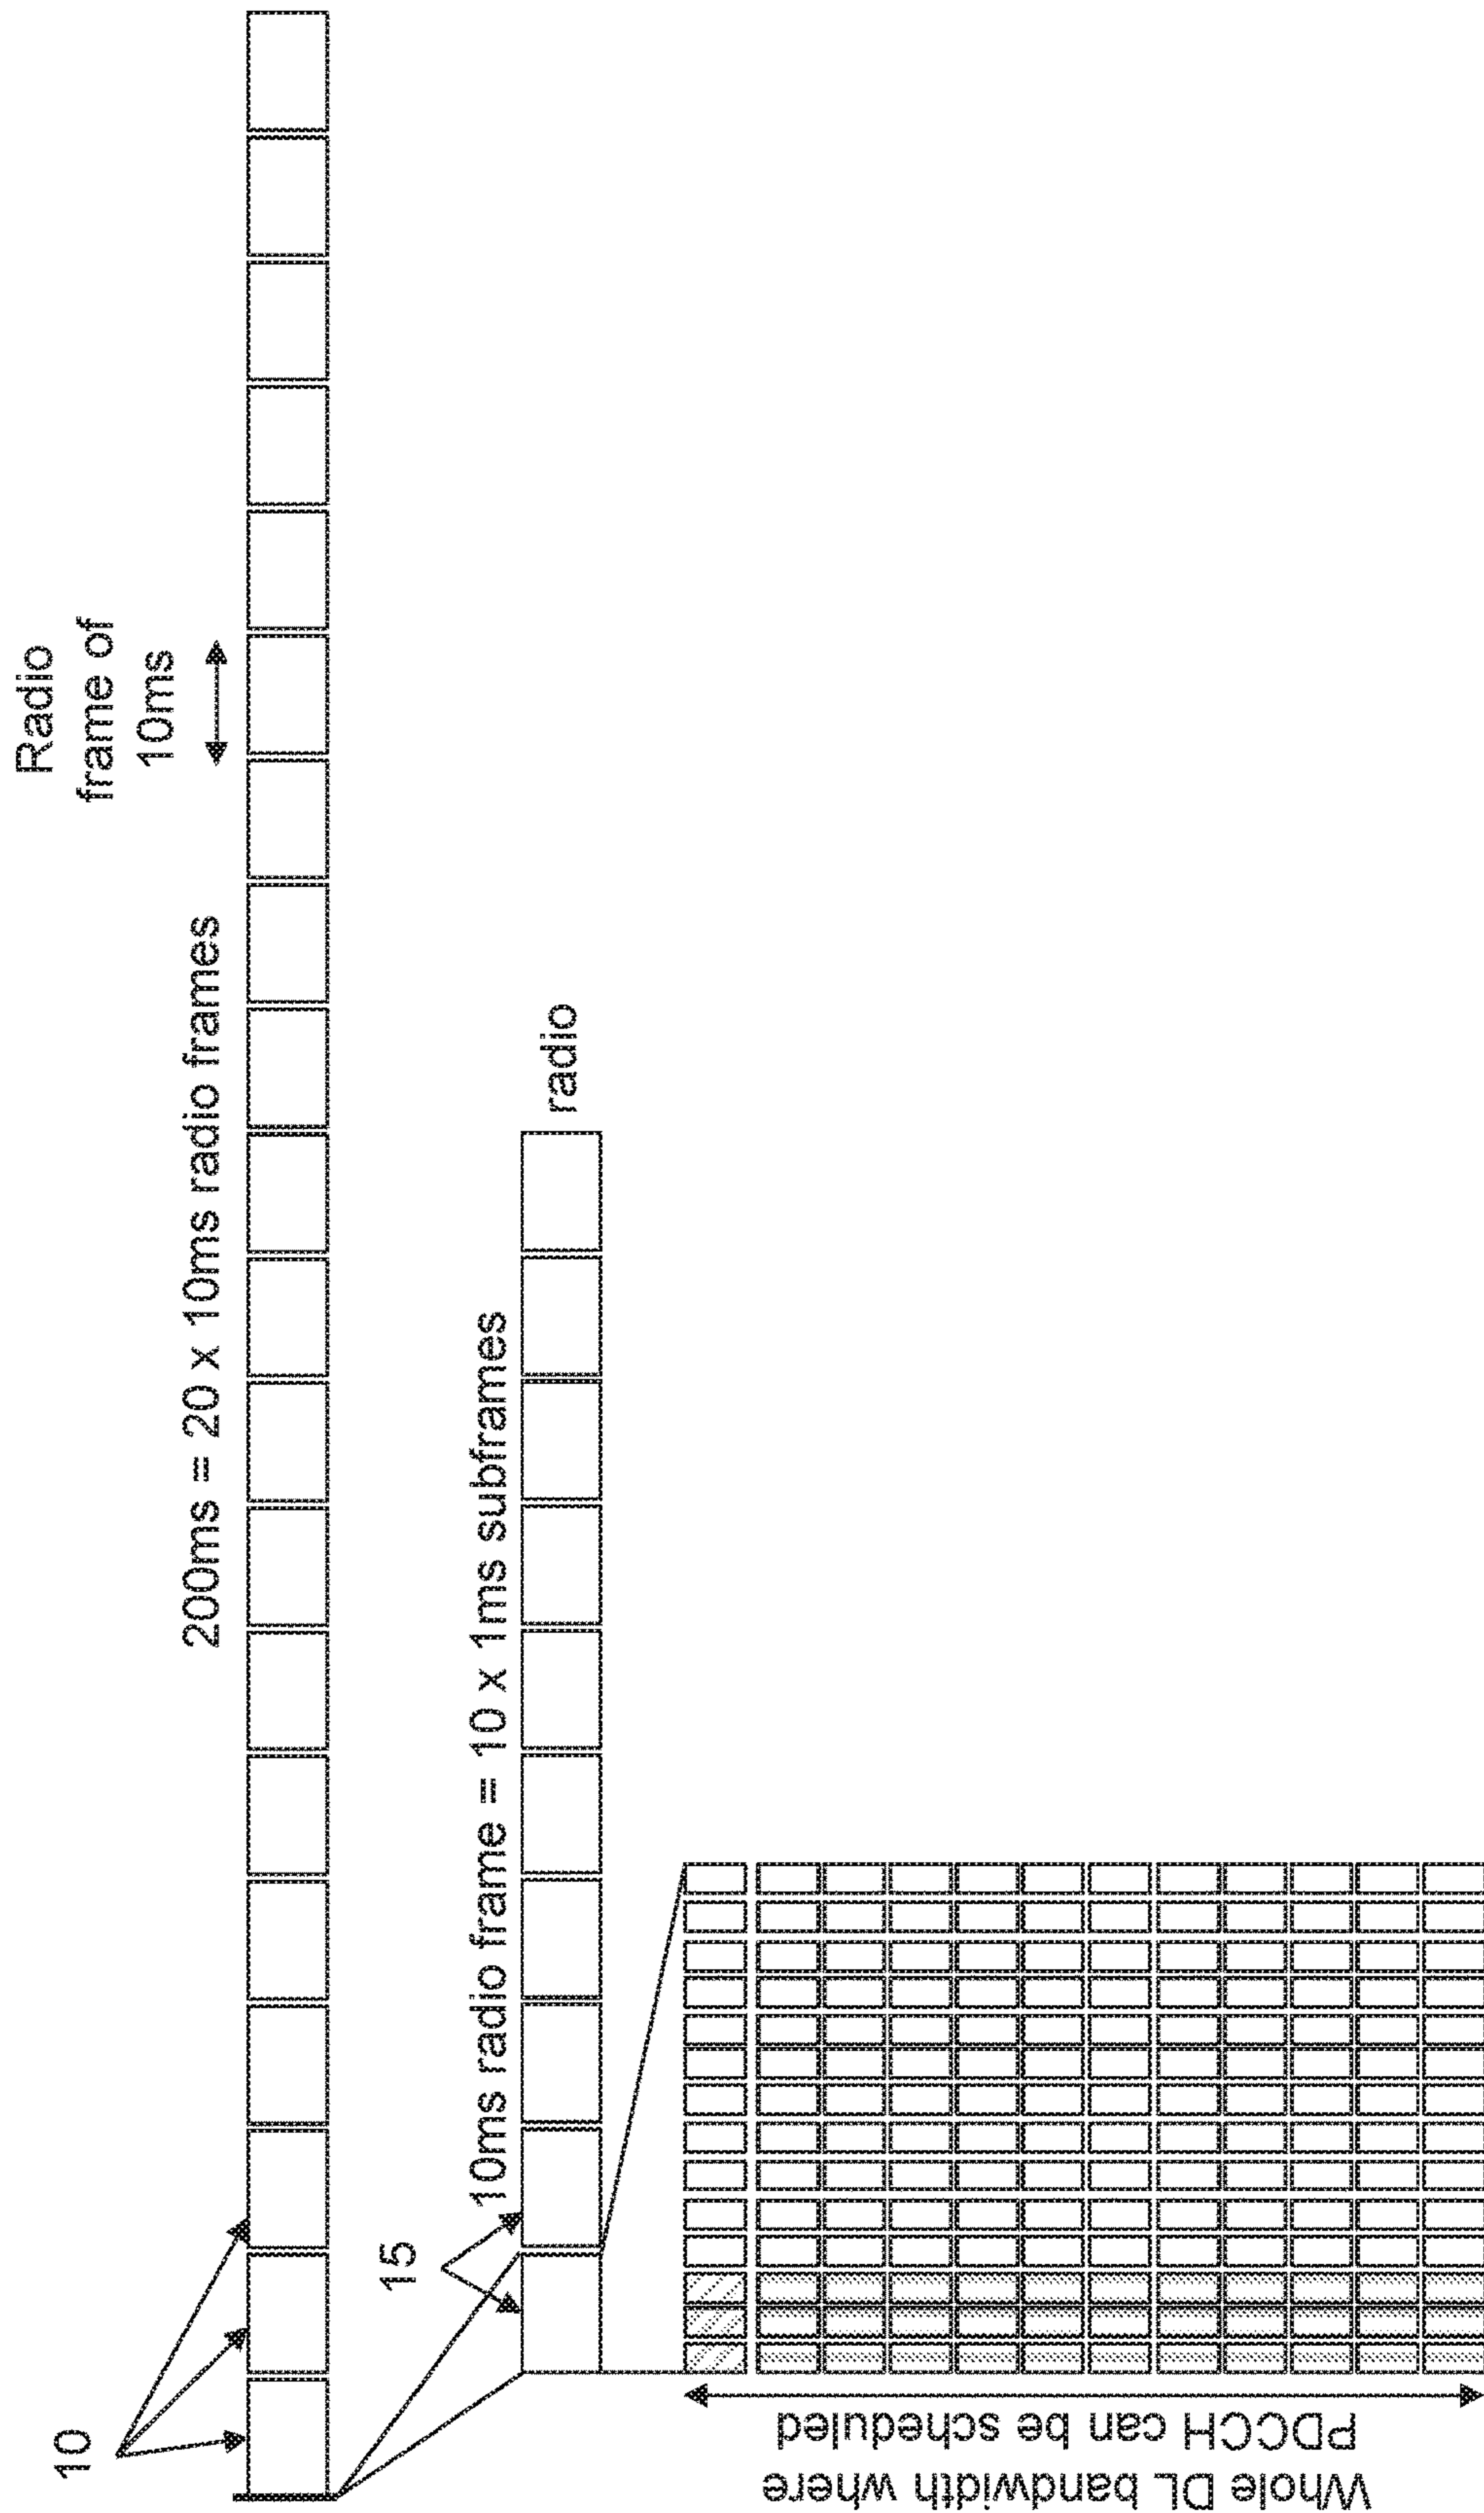 Radio
frame of
10ms
200ms = 20 x 10ms radio frames
10
10ms radio frame = 10 x 1ms subframes
radio
15
Whole DL bandwidth where
PDCCH can be scheduled